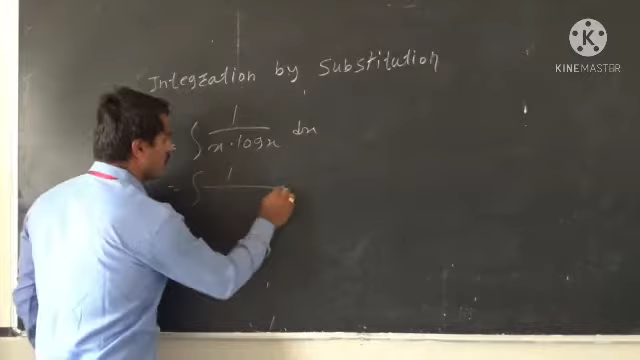 K
KINEMASTER
Integration by Substitution
= ∫ 1/(x · logx) dx
= ∫ 1